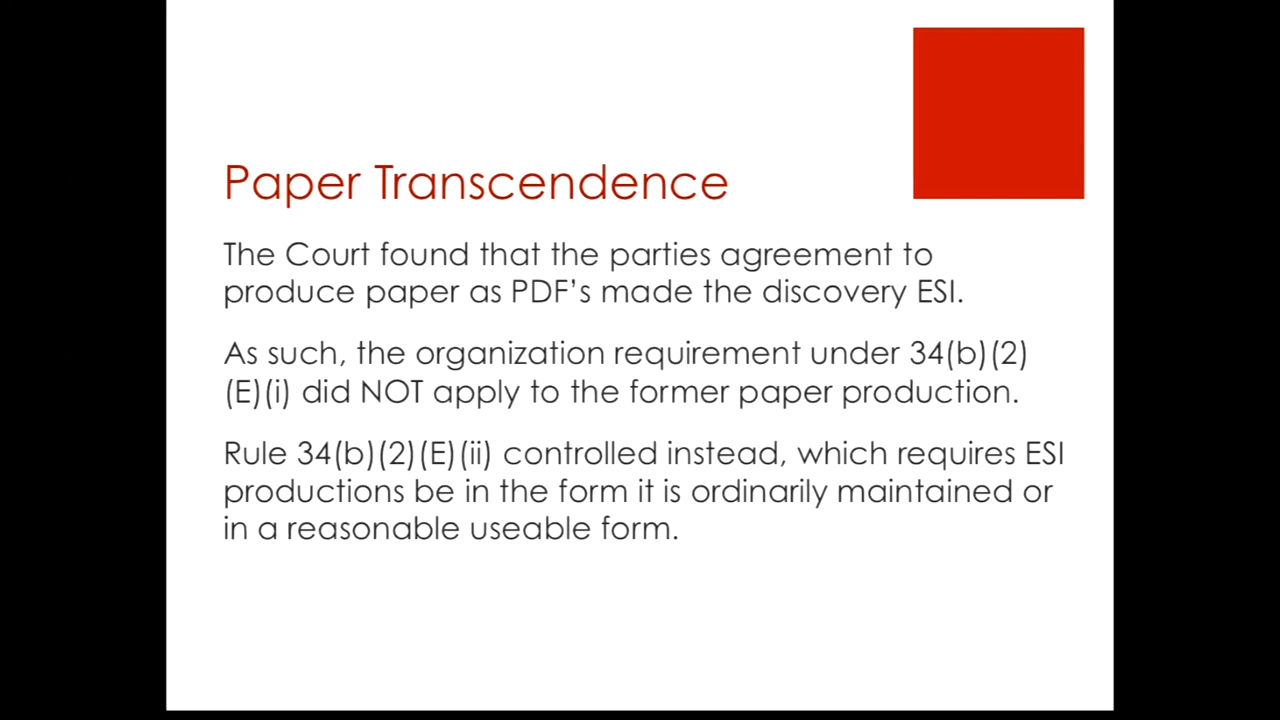 Paper Transcendence
The Court found that the parties agreement to
produce paper as PDF’s made the discovery ESI.
As such, the organization requirement under 34(b)(2)
(E)(i) did NOT apply to the former paper production.
Rule 34(b)(2)(E)(ii) controlled instead, which requires ESI
productions be in the form it is ordinarily maintained or
in a reasonable useable form.